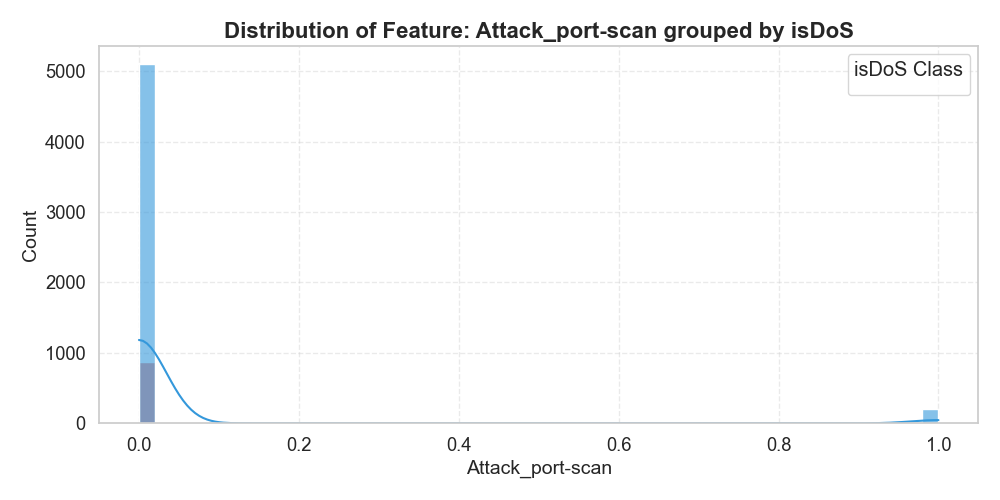 Distribution of Feature: Attack_port-scan grouped by isDoS
isDoS Class
5000
4000
3000
2000
1000
0
Count
0.0 0.2 0.4 0.6 0.8 1.0
Attack_port-scan